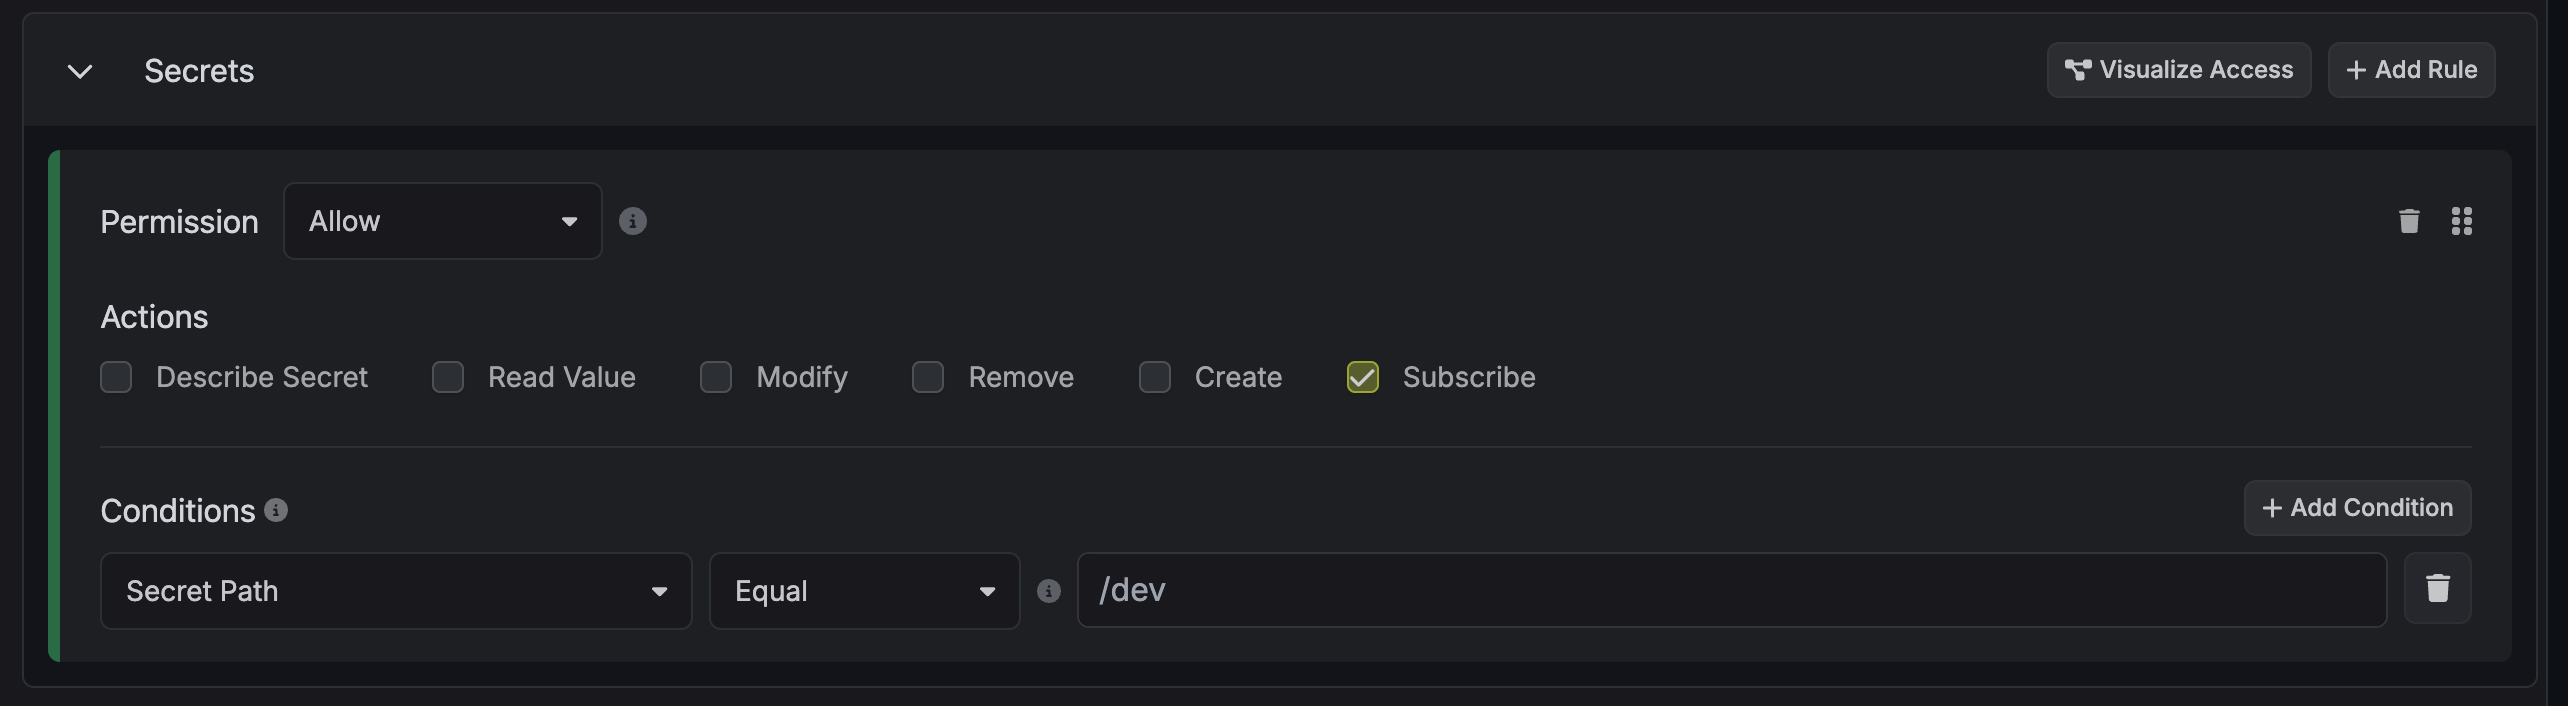 Secrets
Visualize Access
+ Add Rule
Permission
Allow
Actions
Describe Secret
Read Value
Modify
Remove
Create
Subscribe
Conditions
+ Add Condition
Secret Path
Equal
/dev